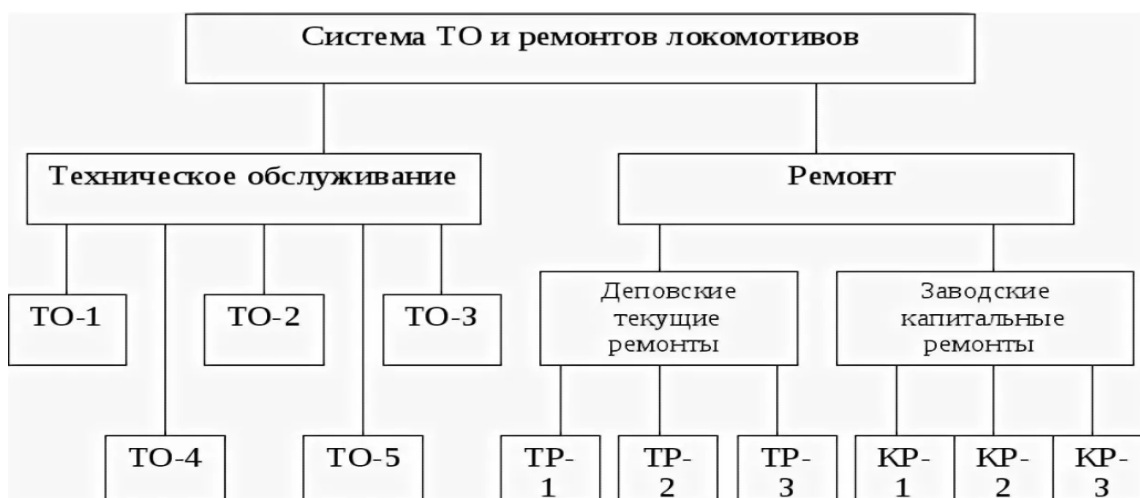 Система ТО и ремонтов локомотивов
Техническое обслуживание
Ремонт
Деповские
текущие
ремонты
Заводские
капитальные
ремонты
ТО-1
ТО-2
ТО-3
ТО-4
ТО-5
ТР-
1
ТР-
2
ТР-
3
КР-
1
КР-
2
КР-
3